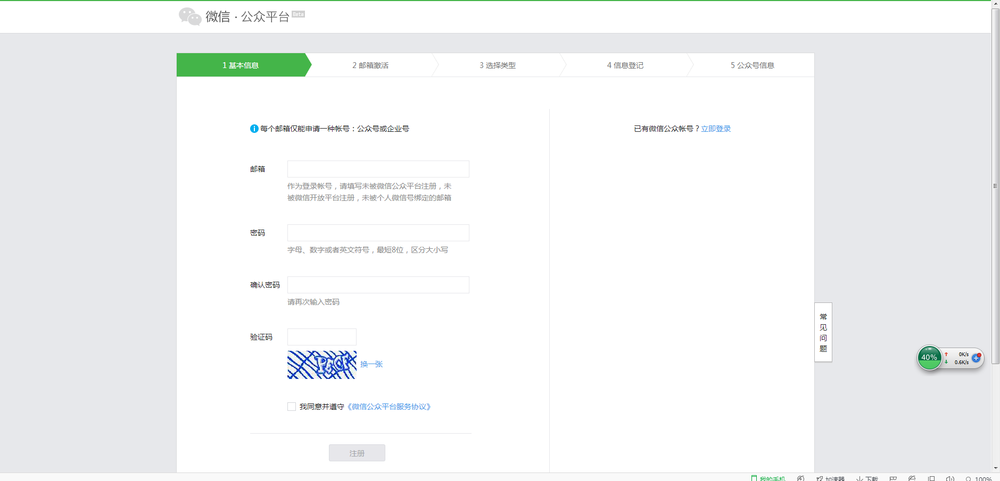 微信 · 公众平台 Beta
1 基本信息
2 邮箱激活
3 选择类型
4 信息登记
5 公众号信息
每个邮箱仅能申请一种帐号：公众号或企业号
已有微信公众帐号？立即登录
邮箱
作为登录帐号，请填写未被微信公众平台注册，未
被微信开放平台注册，未被个人微信号绑定的邮箱
密码
字母、数字或者英文符号，最短8位，区分大小写
确认密码
请再次输入密码
验证码
换一张
我同意并遵守《微信公众平台服务协议》
注册
常
见
问
题
40%
0K/s
0.6K/s
我的手机
加速器
下载
100%